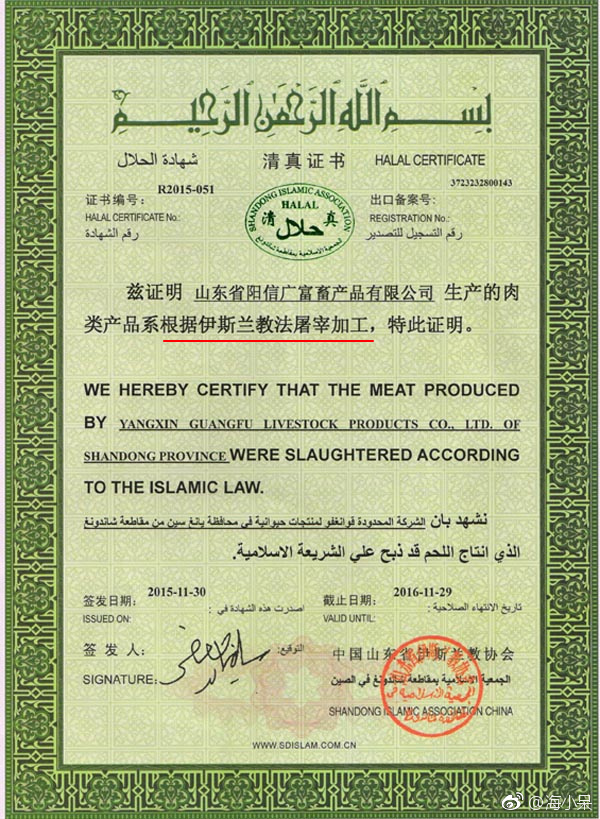 بسم الله الرحمن الرحيم
شهادة الحلال 清真证书 HALAL CERTIFICATE
证书编号: R2015-051
HALAL CERTIFICATE No.:
رقم الشهادة
SHANDONG ISLAMIC ASSOCIATION
HALAL
清 حلال 真
الجمعية الاسلامية بمقاطعة شاندونغ
3723232800143
出口备案号:
REGISTRATION No.:
رقم التسجيل للتصدير
兹证明 山东省阳信广富畜产品有限公司 生产的肉
类产品系根据伊斯兰教法屠宰加工，特此证明。
WE HEREBY CERTIFY THAT THE MEAT PRODUCED
BY YANGXIN GUANGFU LIVESTOCK PRODUCTS CO., LTD. OF
SHANDONG PROVINCE WERE SLAUGHTERED ACCORDING
TO THE ISLAMIC LAW.
نشهد بان الشركة المحدودة قوانغفو لمنتجات حيوانية في محافظة يانغ سين من مقاطعة شاندونغ
الذي انتاج اللحم قد ذبح علي الشريعة الاسلامية.
签发日期: 2015-11-30 اصدرت هذه الشهادة في :
ISSUED ON:
截止日期: 2016-11-29 تاريخ الانتهاء الصلاحية :
VALID UNTIL:
签 发 人: التوقيع:
SIGNATURE:
中国山东省伊斯兰教协会
الجمعية الاسلامية بمقاطعة شاندونغ في الصين
SHANDONG ISLAMIC ASSOCIATION CHINA
WWW.SDISLAM.COM.CN
@海小呆